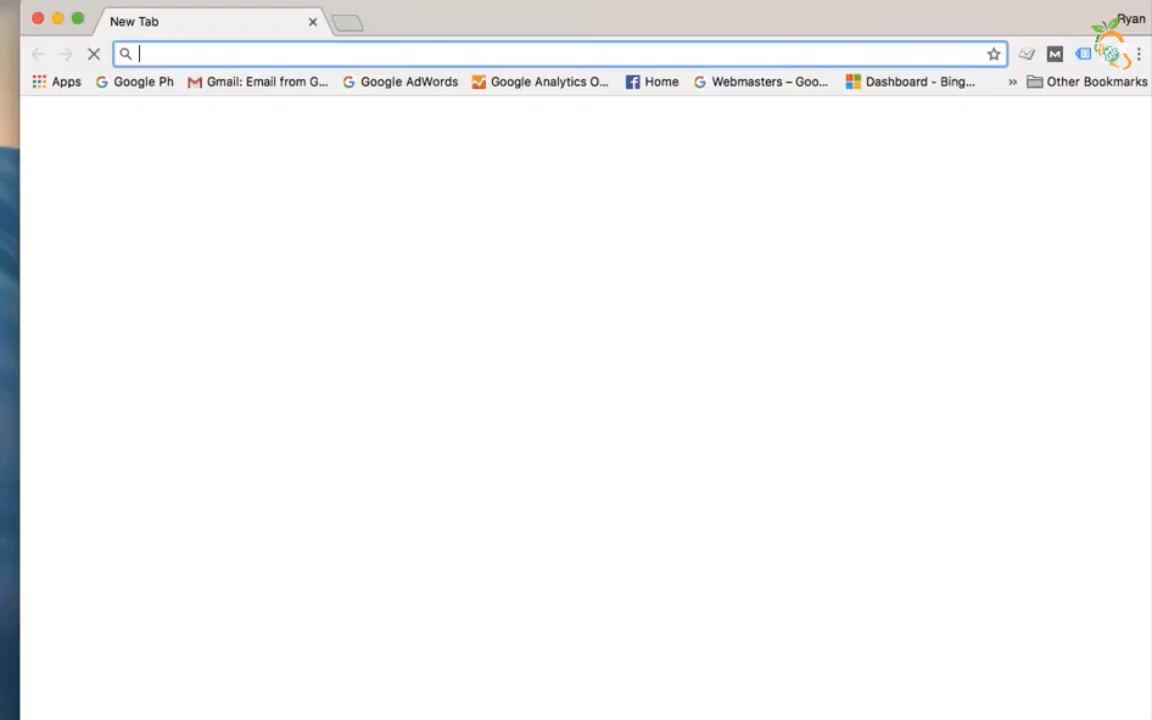 New Tab
Ryan
Apps
Google Ph
Gmail: Email from G...
Google AdWords
Google Analytics O...
Home
Webmasters – Goo...
Dashboard - Bing...
»
Other Bookmarks